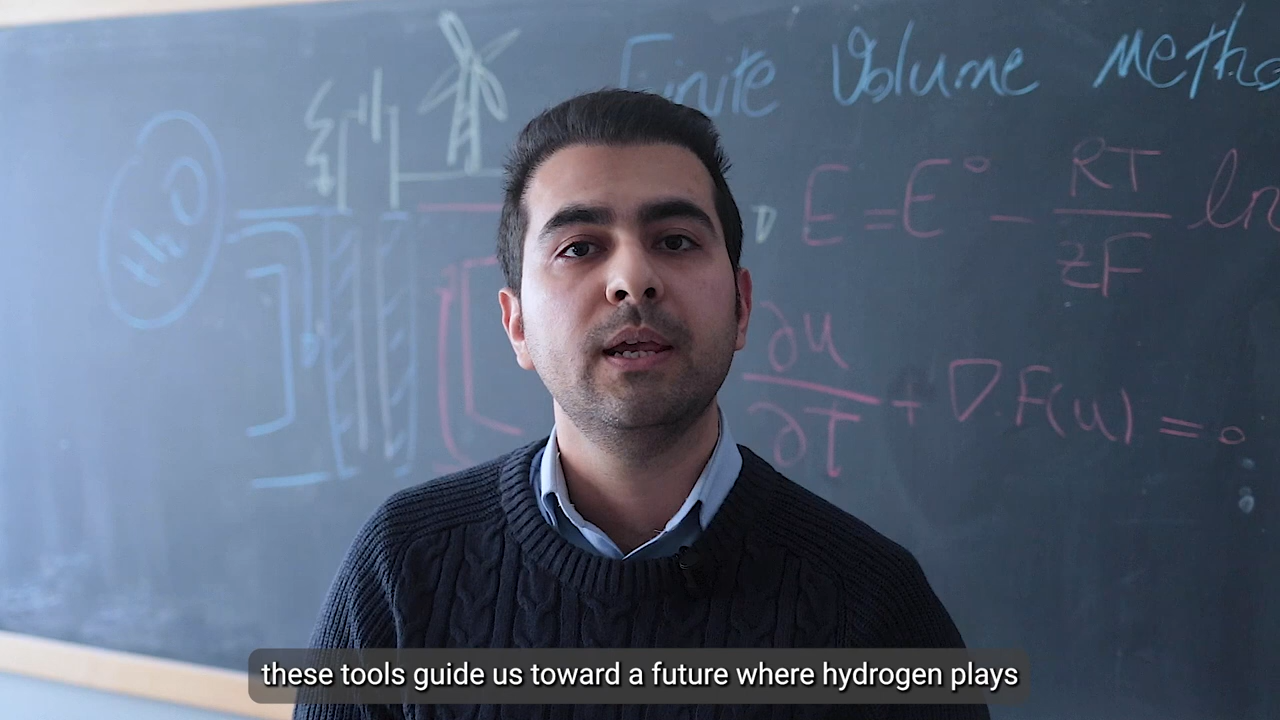 Finite Volume Metho
H2O
E = E° - RT/zF ln
∂u/∂T + ∇.F(u) = 0
these tools guide us toward a future where hydrogen plays